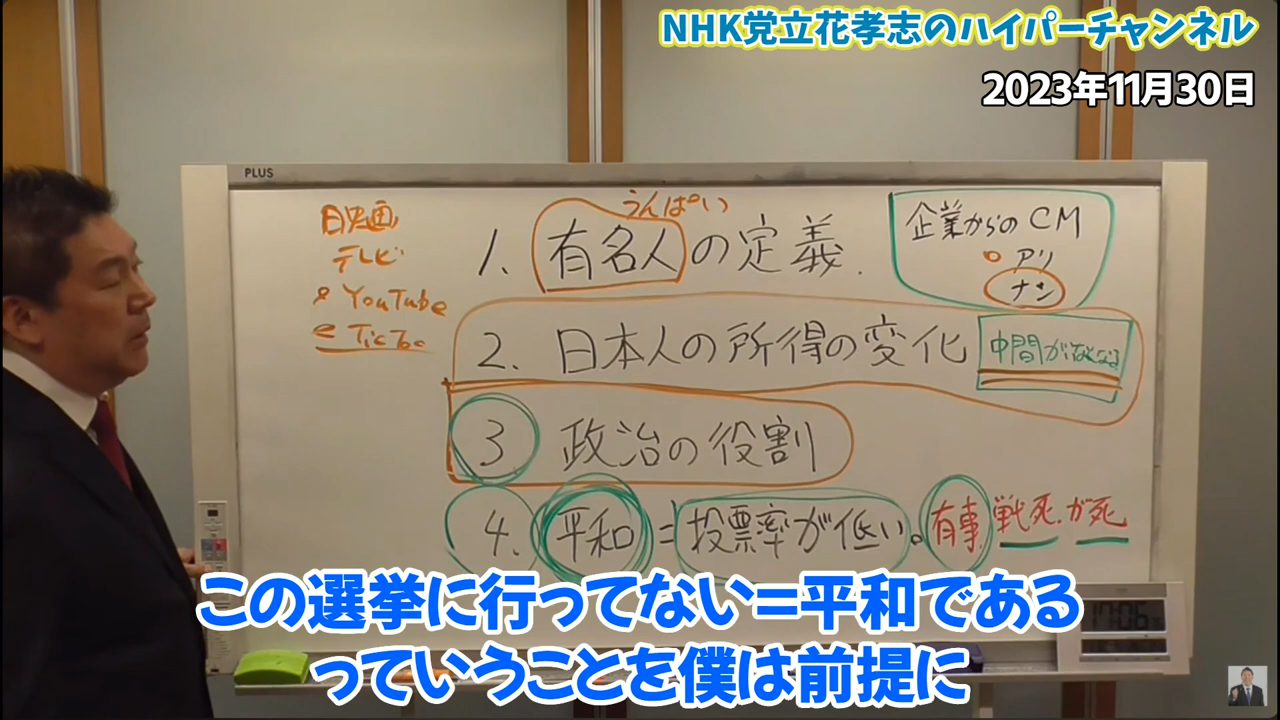 NHK党立花孝志のハイパーチャンネル
2023年11月30日
PLUS
映画
テレビ
YouTube
TicToc
うんぱい
1. 有名人の定義.
企業からのCM
アリ
ナシ
2. 日本人の所得の変化
中間がなくなる
3 政治の役割
4. 平和=投票率が低い。有事.戦死.が死
17:06
この選挙に行ってない=平和である
っていうことを僕は前提に